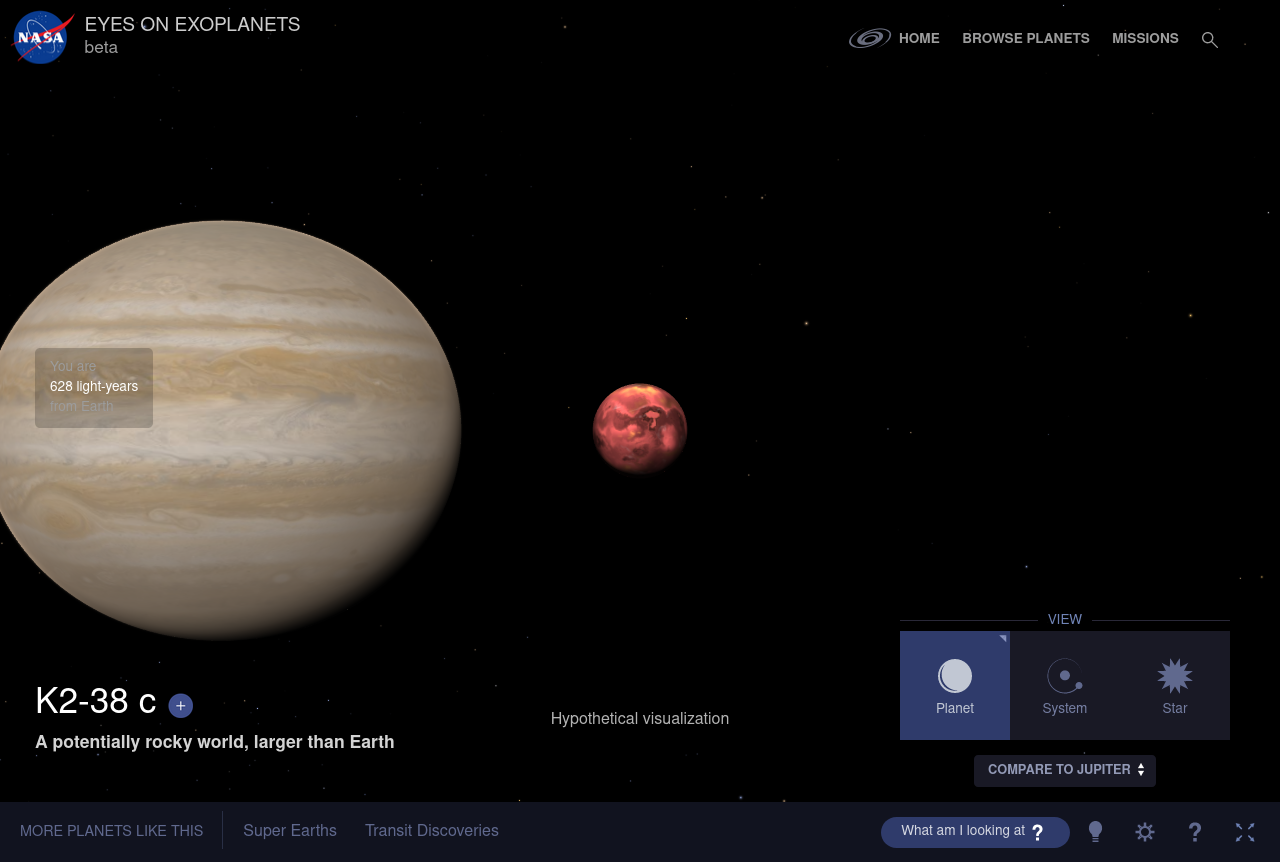 NASA
EYES ON EXOPLANETS
beta
HOME
BROWSE PLANETS
MISSIONS
You are
628 light-years
from Earth
K2-38 c +
A potentially rocky world, larger than Earth
Hypothetical visualization
VIEW
Planet
System
Star
COMPARE TO JUPITER
MORE PLANETS LIKE THIS
Super Earths
Transit Discoveries
What am I looking at ?
?